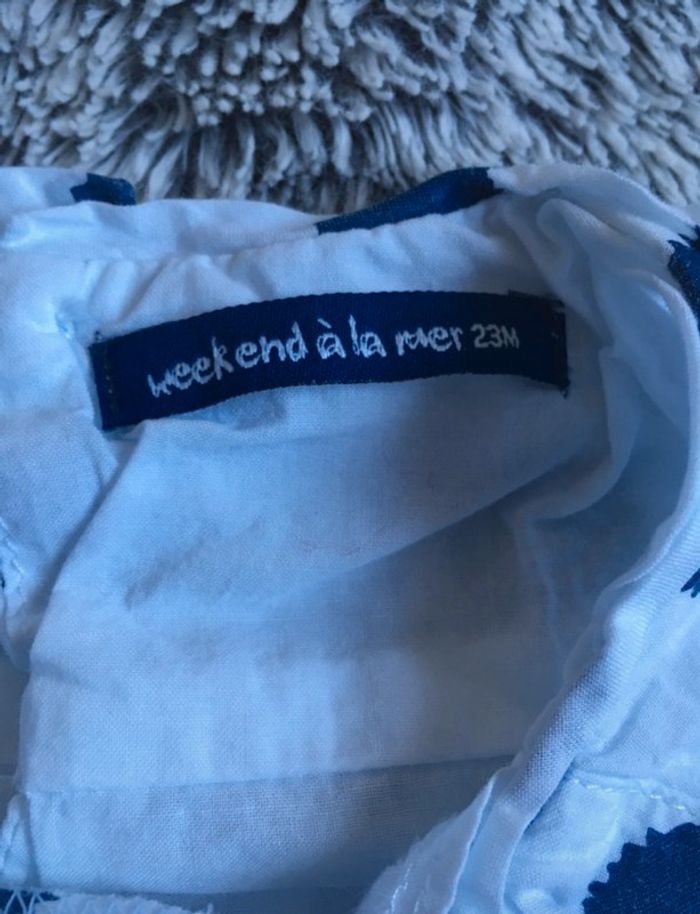 weekend à la mer 23M